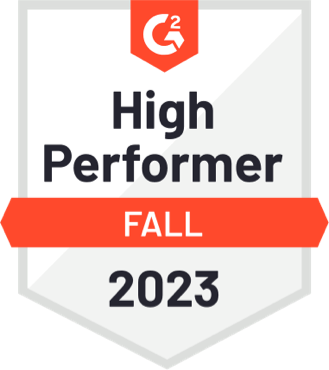 G2
High
Performer
FALL
2023